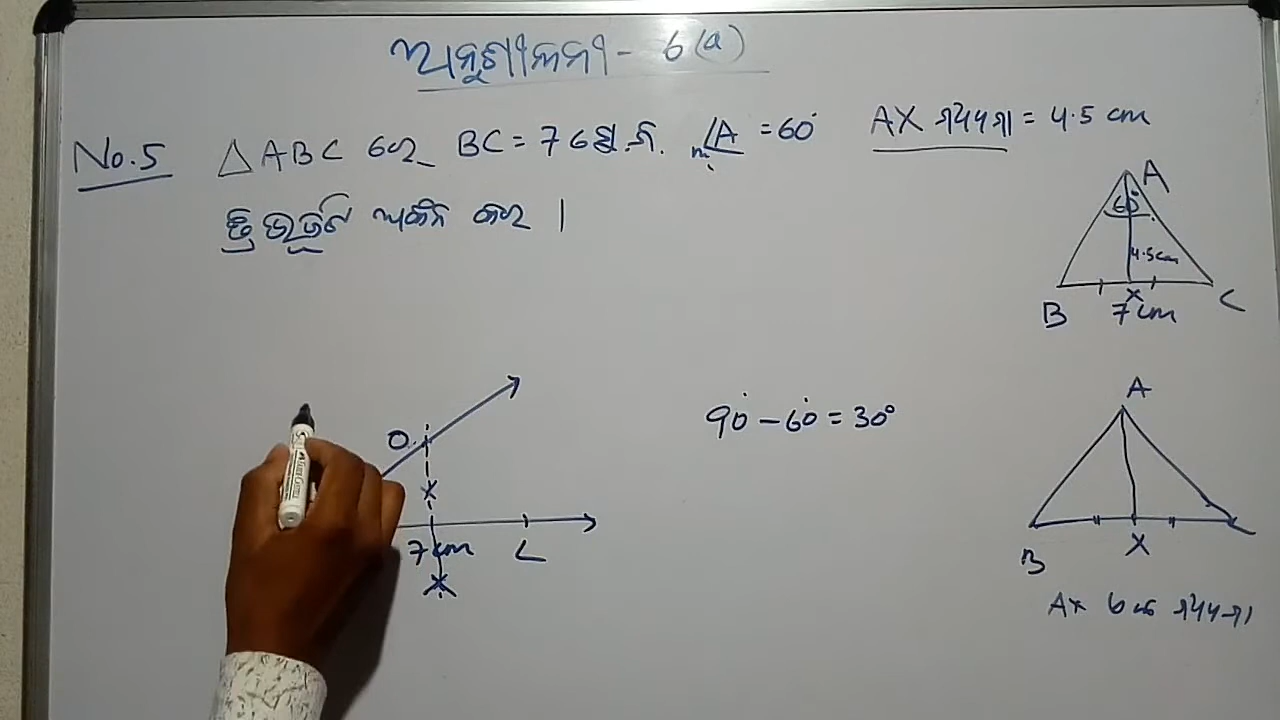 ଅନୁଶୀଳନୀ - 6(a)
No.5 △ABC ରେ BC = 7 ସେ.ମି. m∠A = 60° AX ମଧ୍ୟମା = 4.5 cm
ତ୍ରିଭୁଜଟି ଅଙ୍କନ କର |
A
60°
4.5cm
B X C
7cm
O
90° - 60° = 30°
7cm C
A
B X C
AX ଏକ ମଧ୍ୟମା